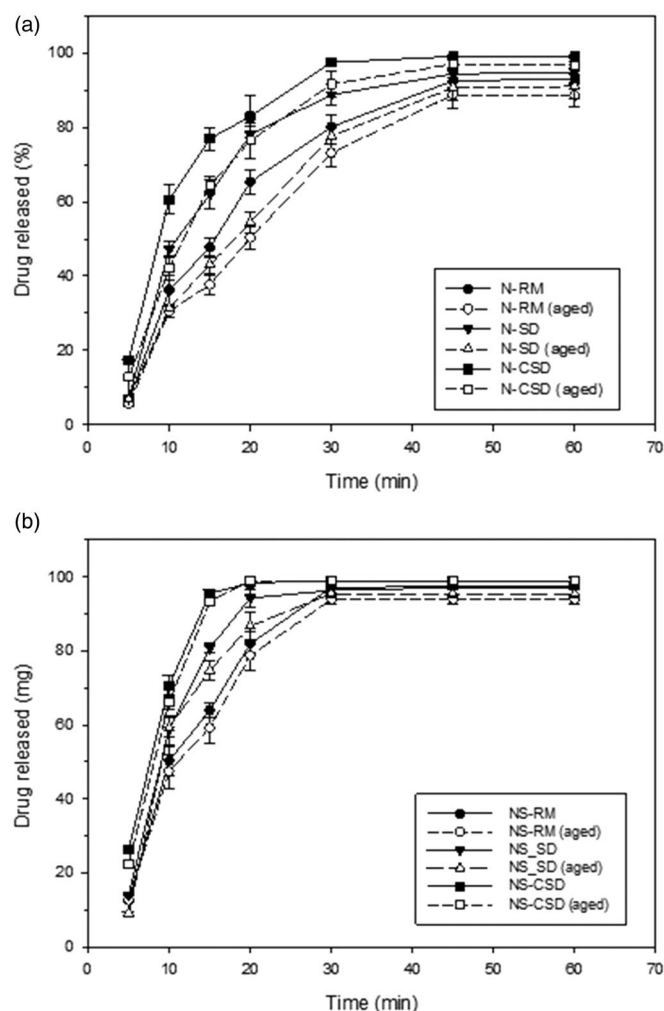 (a)
100
80
60
40
20
0
Drug released (%)
N-RM
N-RM (aged)
N-SD
N-SD (aged)
N-CSD
N-CSD (aged)
0 10 20 30 40 50 60 70
Time (min)
(b)
100
80
60
40
20
0
Drug released (mg)
NS-RM
NS-RM (aged)
NS_SD
NS_SD (aged)
NS-CSD
NS-CSD (aged)
0 10 20 30 40 50 60 70
Time (min)